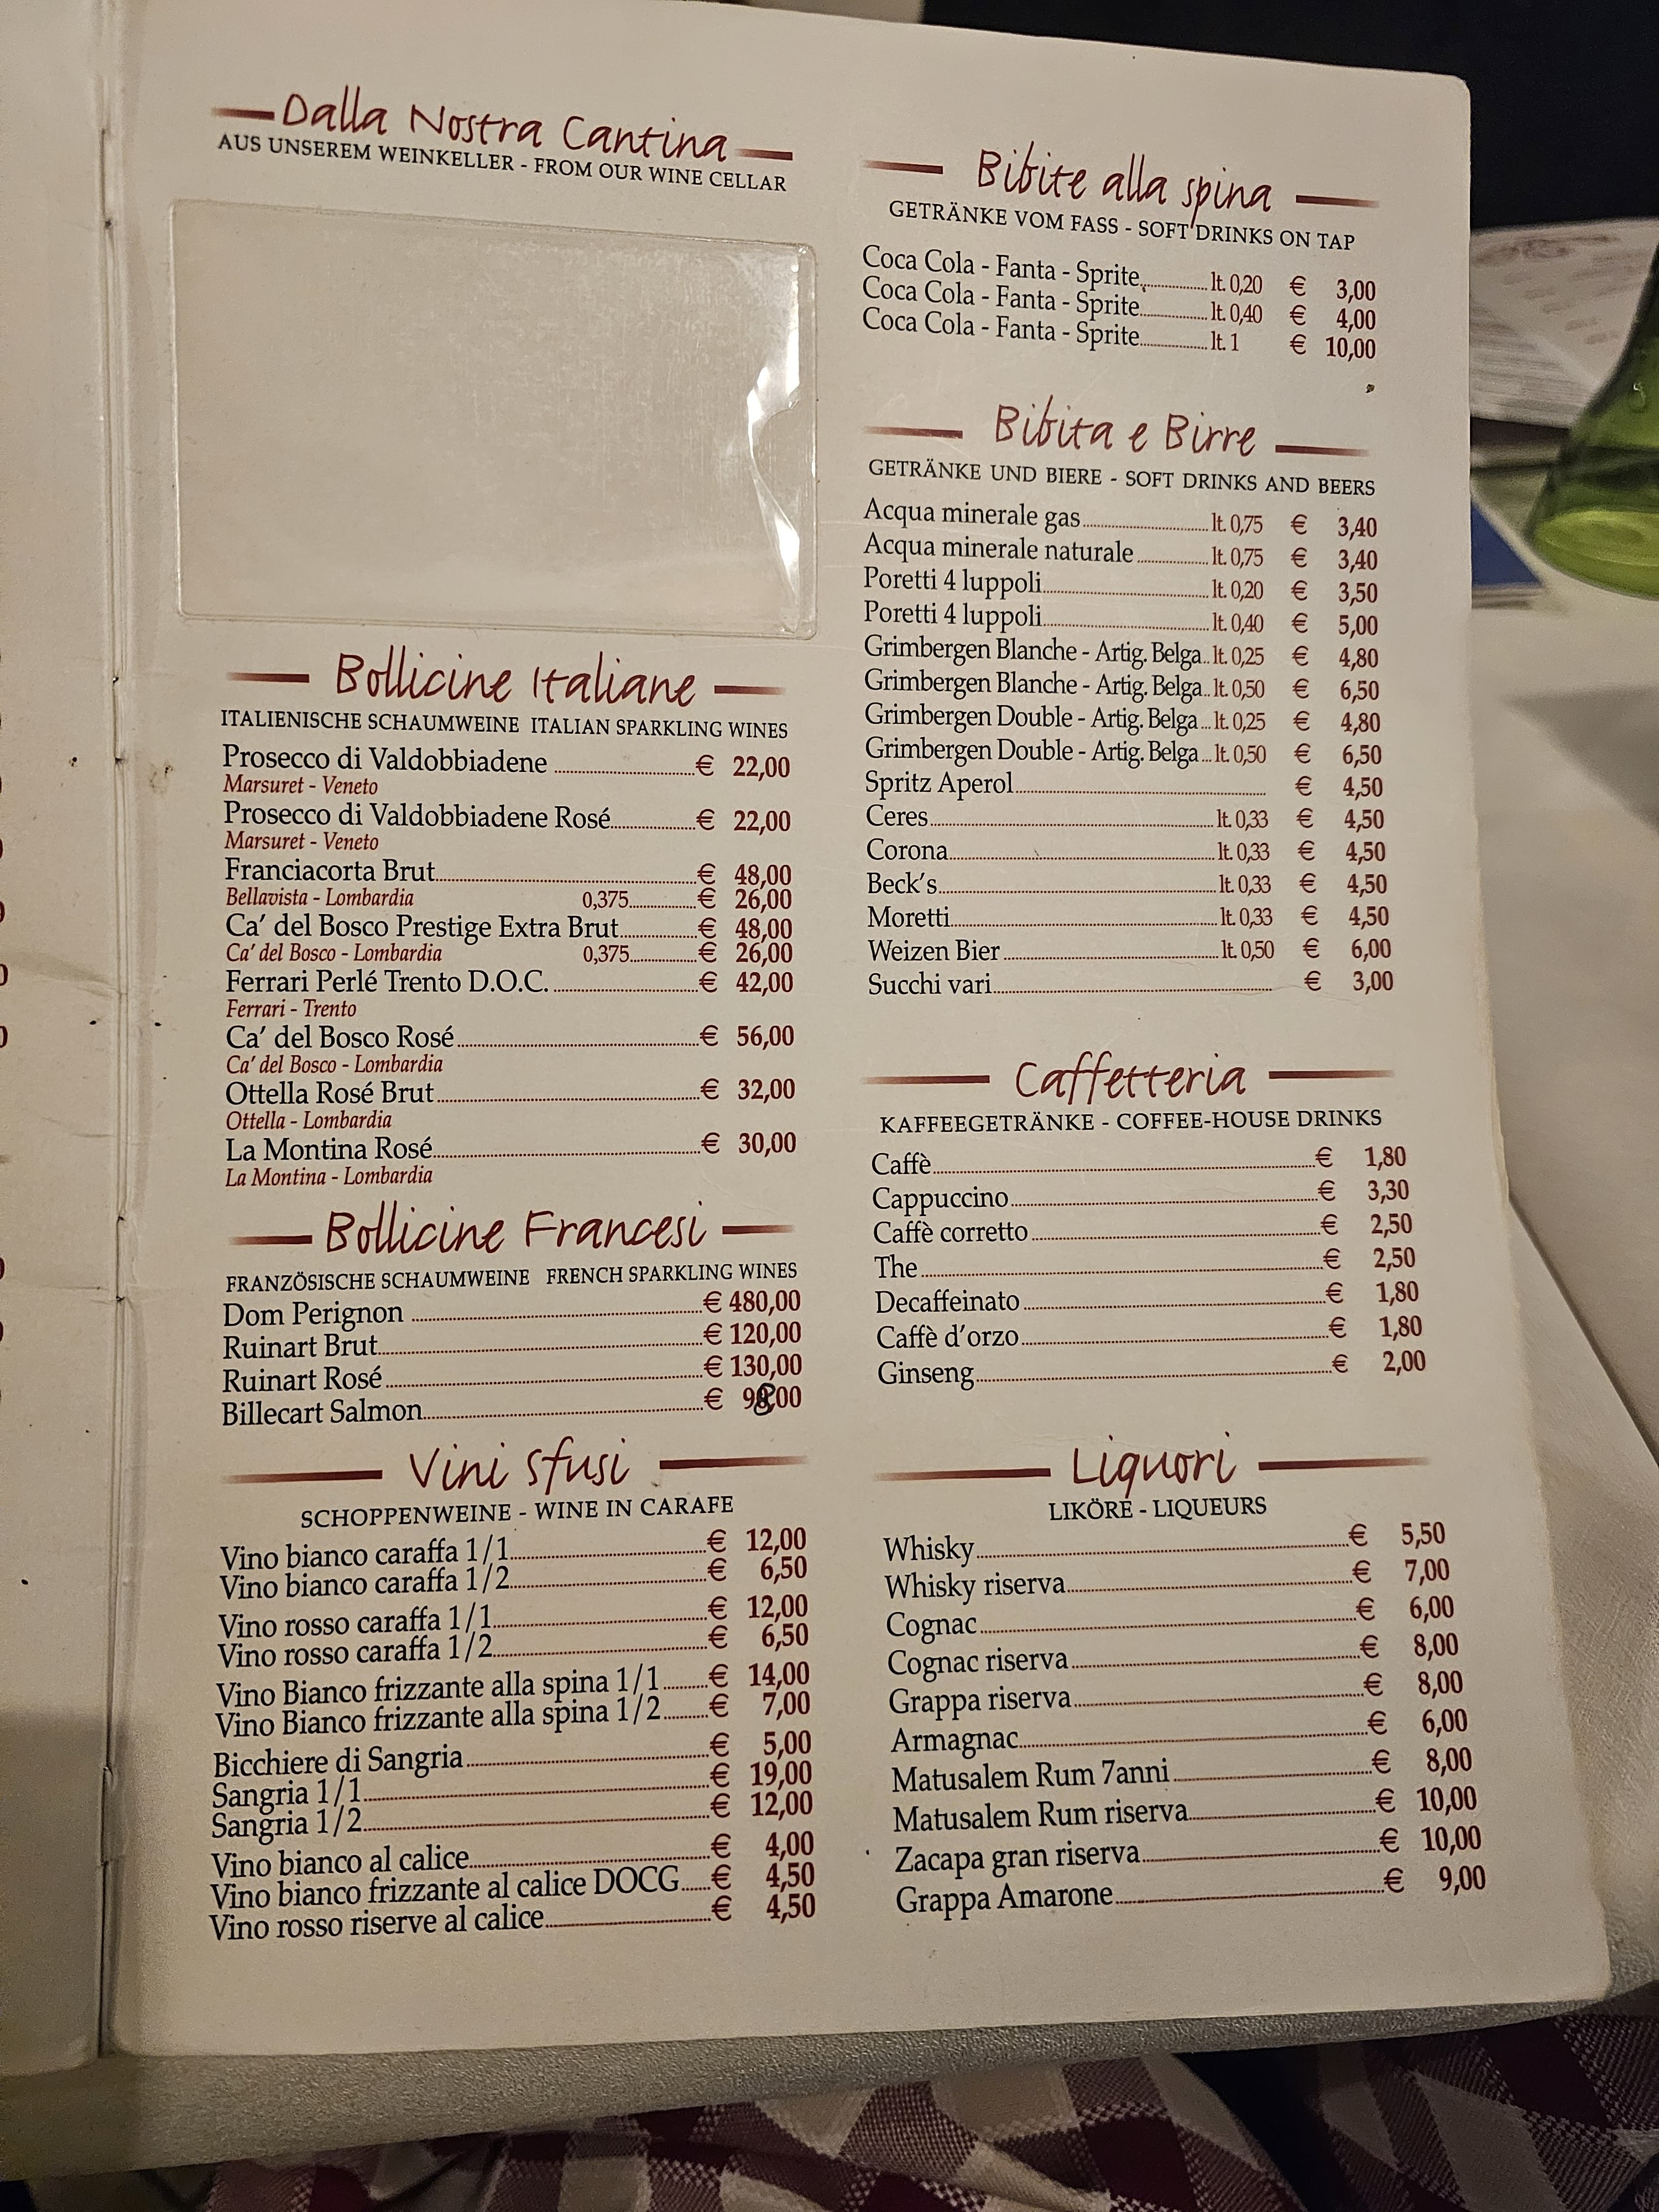 Dalla Nostra Cantina
AUS UNSEREM WEINKELLER - FROM OUR WINE CELLAR
Bollicine Italiane
ITALIENISCHE SCHAUMWEINE ITALIAN SPARKLING WINES
Prosecco di Valdobbiadene € 22,00
Marsuret - Veneto
Prosecco di Valdobbiadene Rosé € 22,00
Marsuret - Veneto
Franciacorta Brut € 48,00
Bellavista - Lombardia 0,375 € 26,00
Ca' del Bosco Prestige Extra Brut € 48,00
Ca' del Bosco - Lombardia 0,375 € 26,00
Ferrari Perlé Trento D.O.C. € 42,00
Ferrari - Trento
Ca' del Bosco Rosé € 56,00
Ca' del Bosco - Lombardia
Ottella Rosé Brut € 32,00
Ottella - Lombardia
La Montina Rosé € 30,00
La Montina - Lombardia
Bollicine Francesi
FRANZÖSISCHE SCHAUMWEINE FRENCH SPARKLING WINES
Dom Perignon € 480,00
Ruinart Brut € 120,00
Ruinart Rosé € 130,00
Billecart Salmon € 98,00
Vini Sfusi
SCHOPPENWEINE - WINE IN CARAFE
Vino bianco caraffa 1/1 € 12,00
Vino bianco caraffa 1/2 € 6,50
Vino rosso caraffa 1/1 € 12,00
Vino rosso caraffa 1/2 € 6,50
Vino Bianco frizzante alla spina 1/1 € 14,00
Vino Bianco frizzante alla spina 1/2 € 7,00
Bicchiere di Sangria € 5,00
Sangria 1/1 € 19,00
Sangria 1/2 € 12,00
Vino bianco al calice € 4,00
Vino bianco frizzante al calice DOCG € 4,50
Vino rosso riserve al calice € 4,50
Bibite alla spina
GETRÄNKE VOM FASS - SOFT DRINKS ON TAP
Coca Cola - Fanta - Sprite lt. 0,20 € 3,00
Coca Cola - Fanta - Sprite lt. 0,40 € 4,00
Coca Cola - Fanta - Sprite lt. 1 € 10,00
Bibita e Birre
GETRÄNKE UND BIERE - SOFT DRINKS AND BEERS
Acqua minerale gas lt. 0,75 € 3,40
Acqua minerale naturale lt. 0,75 € 3,40
Poretti 4 luppoli lt. 0,20 € 3,50
Poretti 4 luppoli lt. 0,40 € 5,00
Grimbergen Blanche - Artig. Belga lt. 0,25 € 4,80
Grimbergen Blanche - Artig. Belga lt. 0,50 € 6,50
Grimbergen Double - Artig. Belga lt. 0,25 € 4,80
Grimbergen Double - Artig. Belga lt. 0,50 € 6,50
Spritz Aperol € 4,50
Ceres lt. 0,33 € 4,50
Corona lt. 0,33 € 4,50
Beck's lt. 0,33 € 4,50
Moretti lt. 0,33 € 4,50
Weizen Bier lt. 0,50 € 6,00
Succhi vari € 3,00
Caffetteria
KAFFEEGETRÄNKE - COFFEE-HOUSE DRINKS
Caffè € 1,80
Cappuccino € 3,30
Caffè corretto € 2,50
The € 2,50
Decaffeinato € 1,80
Caffè d'orzo € 1,80
Ginseng € 2,00
Liquori
LIKÖRE - LIQUEURS
Whisky € 5,50
Whisky riserva € 7,00
Cognac € 6,00
Cognac riserva € 8,00
Grappa riserva € 8,00
Armagnac € 6,00
Matusalem Rum 7anni € 8,00
Matusalem Rum riserva € 10,00
Zacapa gran riserva € 10,00
Grappa Amarone € 9,00